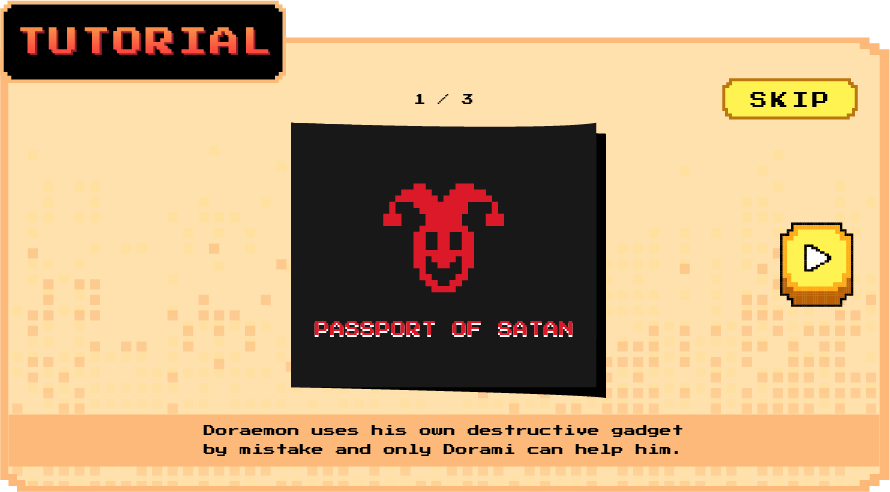 TUTORIAL
1 / 3
SKIP
PASSPORT OF SATAN
Doraemon uses his own destructive gadget
by mistake and only Dorami can help him.